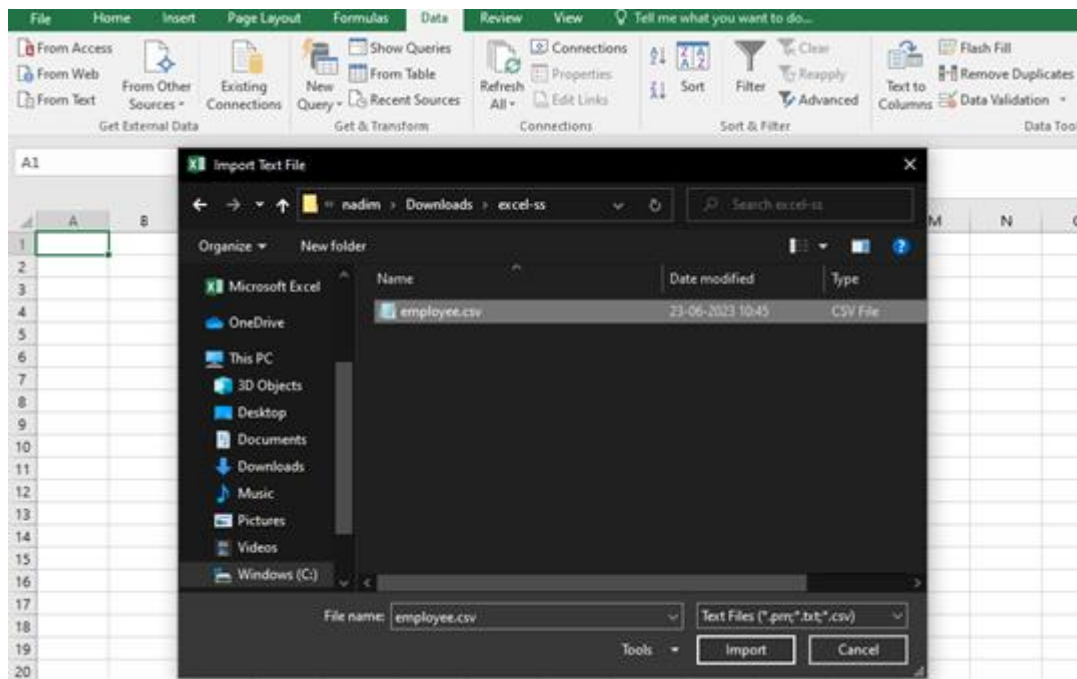 File Home Insert Page Layout Formulas Data Review View Tell me what you want to do...
From Access
From Web
From Text
From Other Sources
Existing Connections
Get External Data
New Query
Show Queries
From Table
Recent Sources
Get & Transform
Refresh All
Connections
Properties
Edit Links
Connections
A Z
Z A
Z A
A Z
Sort
Filter
Clear
Reapply
Advanced
Sort & Filter
Text to Columns
Flash Fill
Remove Duplicates
Data Validation
Data Too
A1
Import Text File
« nadim > Downloads > excel-ss
Search excel-ss
A B M N
Organize New folder
Name Date modified Type
employee.csv 23-06-2023 10:45 CSV File
Microsoft Excel
OneDrive
This PC
3D Objects
Desktop
Documents
Downloads
Music
Pictures
Videos
Windows (C:)
1
2
3
4
5
6
7
8
9
10
11
12
13
14
15
16
17
18
19
20
File name: employee.csv Text Files (*.prn;*.txt;*.csv)
Tools Import Cancel